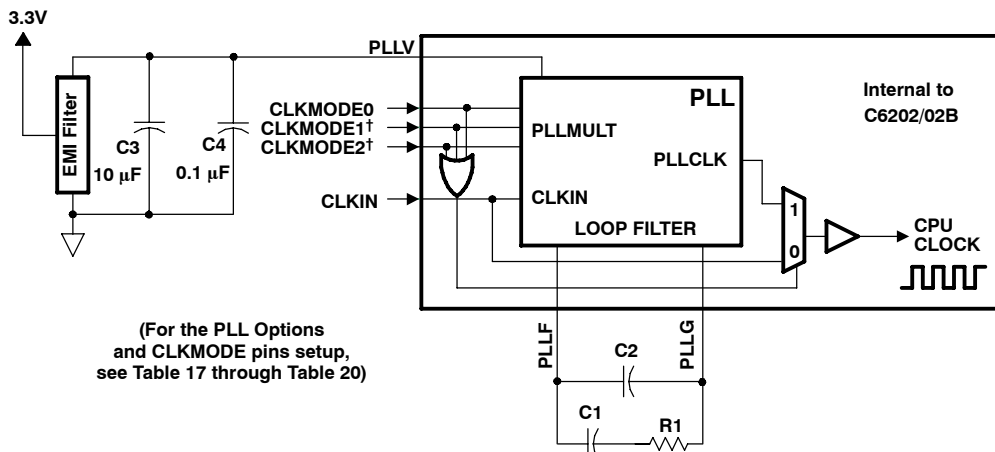 3.3V
PLLV
EMI Filter
C3
10 µF
C4
0.1 µF
CLKMODE0
CLKMODE1†
CLKMODE2†
CLKIN
PLL
PLLMULT
PLLCLK
CLKIN
LOOP FILTER
Internal to
C6202/02B
1
0
CPU
CLOCK
(For the PLL Options
and CLKMODE pins setup,
see Table 17 through Table 20)
PLLF
PLLG
C2
C1
R1